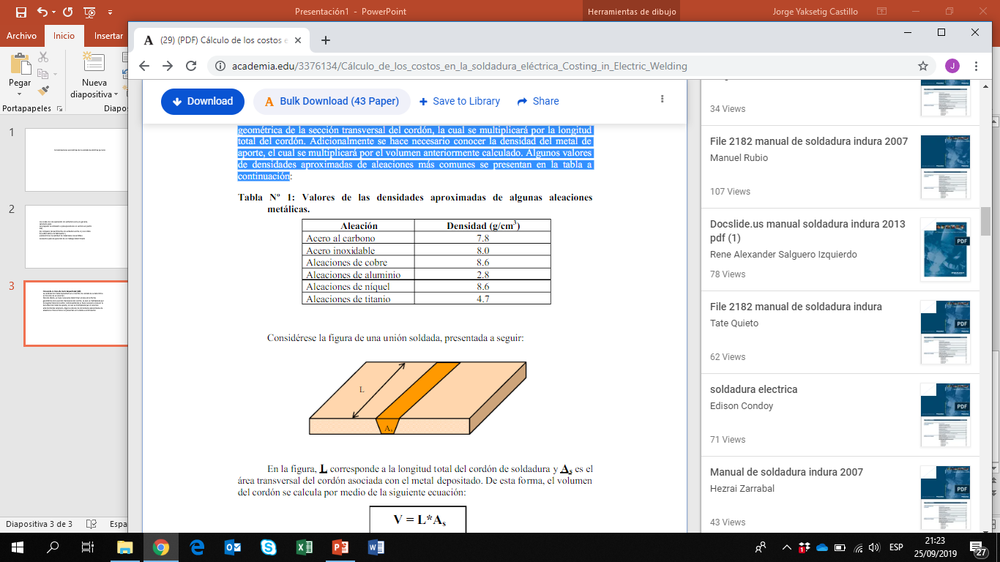 Presentación1 - PowerPoint
Herramientas de dibujo
Jorge Yaksetig Castillo
Archivo
Inicio
Insertar
Pegar
Nueva
diapositiva
Portapapeles
Diapo
1
2
3
Diapositiva 3 de 3
Espa
A (29) (PDF) Cálculo de los costos e
academia.edu/3376134/Cálculo_de_los_costos_en_la_soldadura_eléctrica_Costing_in_Electric_Welding
J
Download
A Bulk Download (43 Paper)
Save to Library
Share
geométrica de la sección transversal del cordón, la cual se multiplicará por la longitud
total del cordón. Adicionalmente se hace necesario conocer la densidad del metal de
aporte, el cual se multiplicará por el volumen anteriormente calculado. Algunos valores
de densidades aproximadas de aleaciones más comunes se presentan en la tabla a
continuación:
Tabla Nº 1: Valores de las densidades aproximadas de algunas aleaciones
metálicas.
Aleación Densidad (g/cm³)
Acero al carbono 7.8
Acero inoxidable 8.0
Aleaciones de cobre 8.6
Aleaciones de aluminio 2.8
Aleaciones de níquel 8.6
Aleaciones de titanio 4.7
Considérese la figura de una unión soldada, presentada a seguir:
L
As
En la figura, L corresponde a la longitud total del cordón de soldadura y As es el
área transversal del cordón asociada con el metal depositado. De esta forma, el volumen
del cordón se calcula por medio de la siguiente ecuación:
V = L*As
34 Views
File 2182 manual de soldadura indura 2007
Manuel Rubio
107 Views
PDF
Docslide.us manual soldadura indura 2013
pdf (1)
Rene Alexander Salguero Izquierdo
78 Views
PDF
File 2182 manual de soldadura indura
Tate Quieto
62 Views
PDF
soldadura electrica
Edison Condoy
71 Views
PDF
Manual de soldadura indura 2007
Hezrai Zarrabal
43 Views
PDF
ESP
21:23
25/09/2019
27